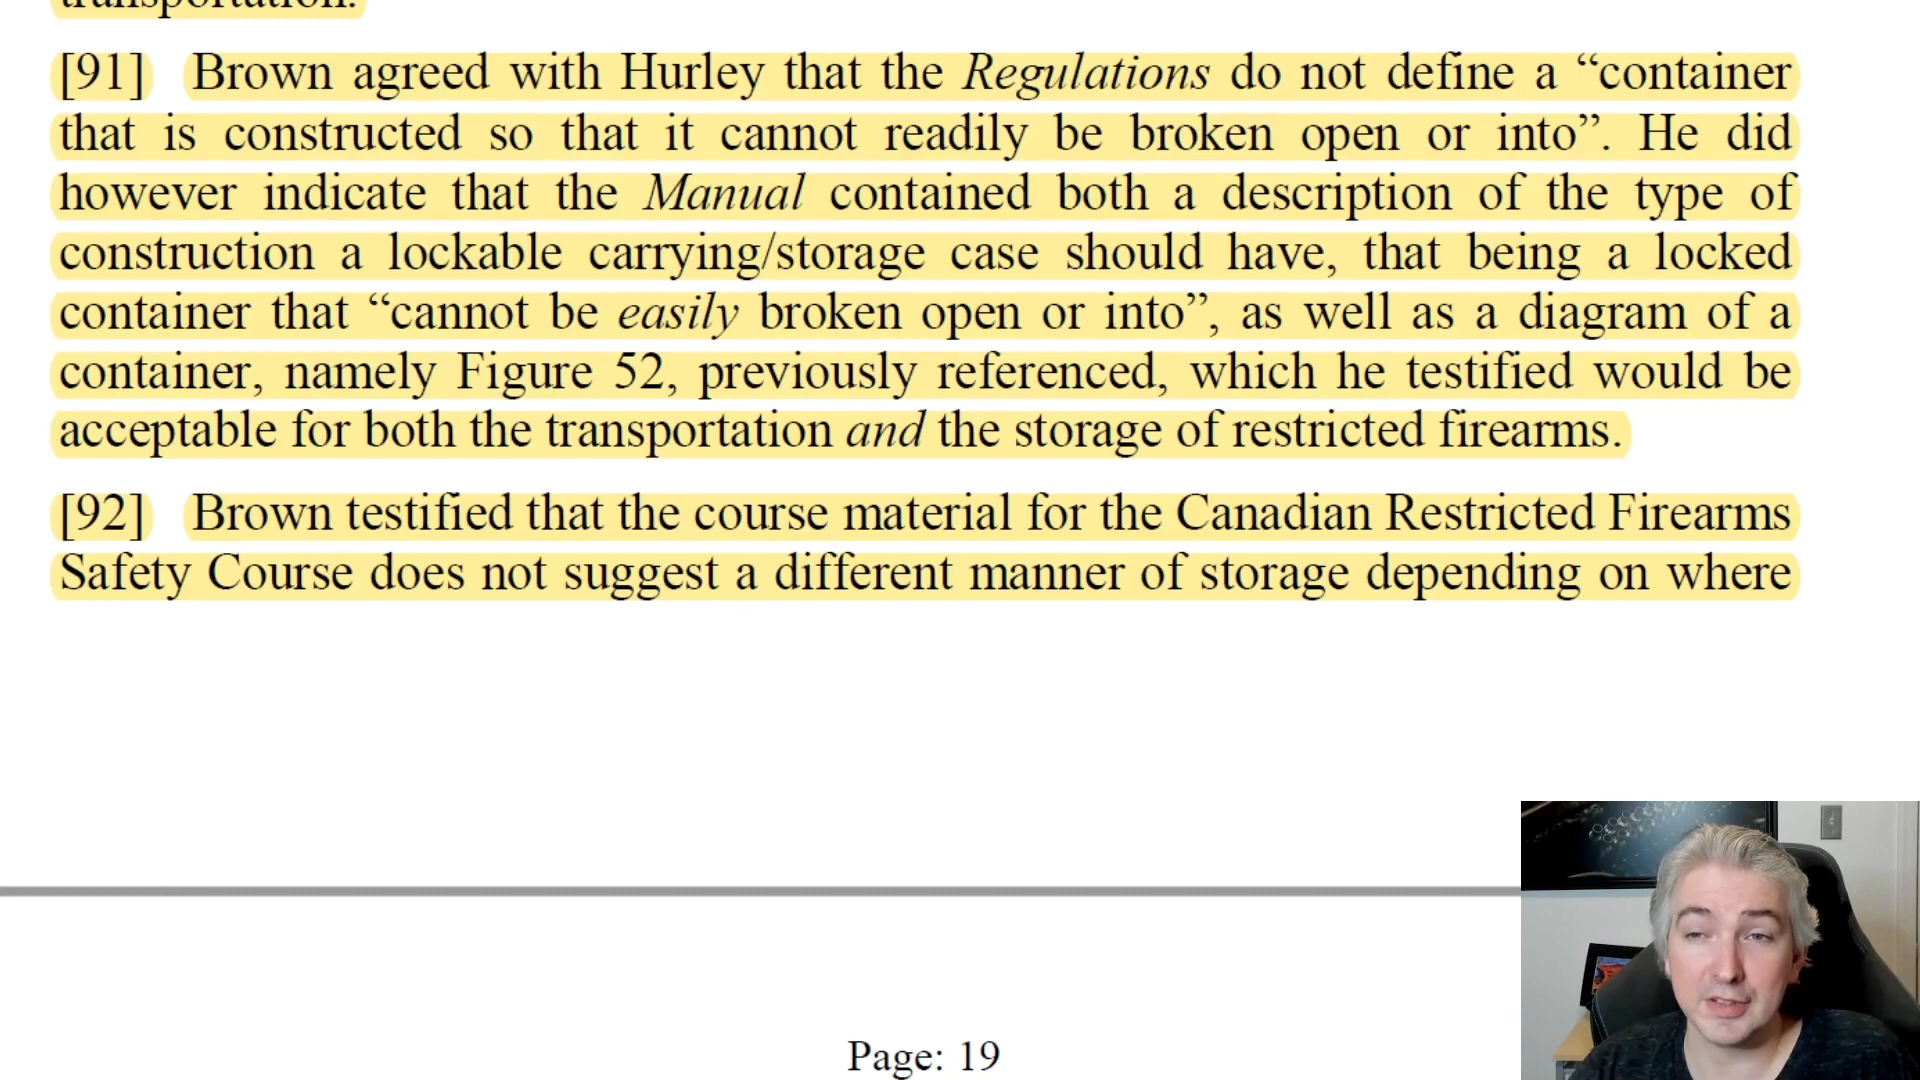 transportation.
[91] Brown agreed with Hurley that the Regulations do not define a “container
that is constructed so that it cannot readily be broken open or into”. He did
however indicate that the Manual contained both a description of the type of
construction a lockable carrying/storage case should have, that being a locked
container that “cannot be easily broken open or into”, as well as a diagram of a
container, namely Figure 52, previously referenced, which he testified would be
acceptable for both the transportation and the storage of restricted firearms.
[92] Brown testified that the course material for the Canadian Restricted Firearms
Safety Course does not suggest a different manner of storage depending on where
Page: 19